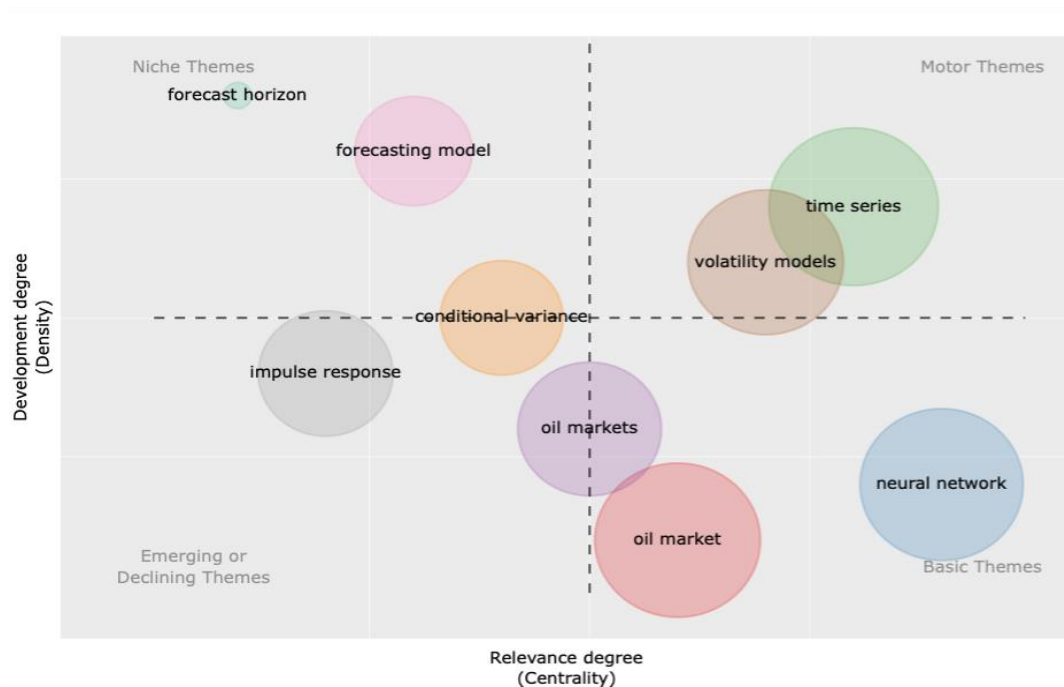 Niche Themes
Motor Themes
forecast horizon
forecasting model
time series
volatility models
conditional variance
impulse response
oil markets
neural network
oil market
Emerging or
Declining Themes
Basic Themes
Development degree
(Density)
Relevance degree
(Centrality)